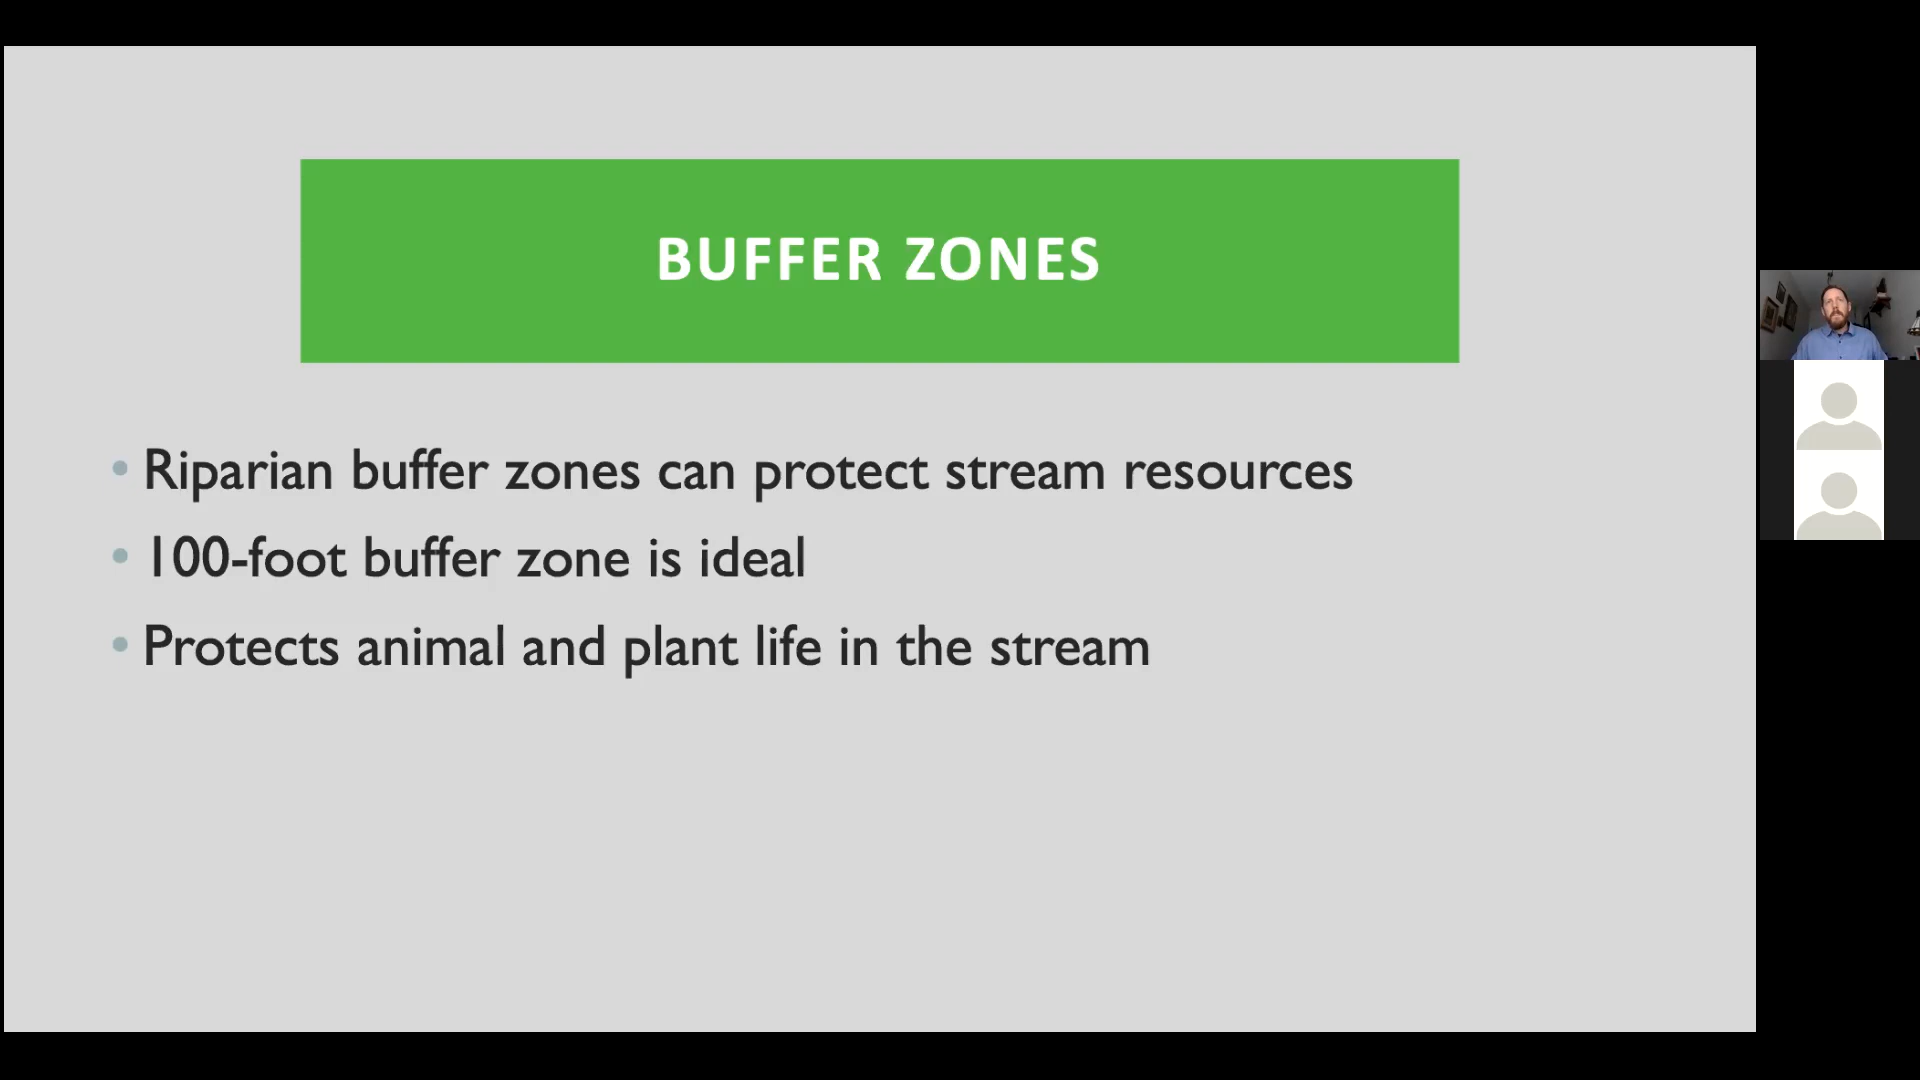 BUFFER ZONES
• Riparian buffer zones can protect stream resources
• 100-foot buffer zone is ideal
• Protects animal and plant life in the stream